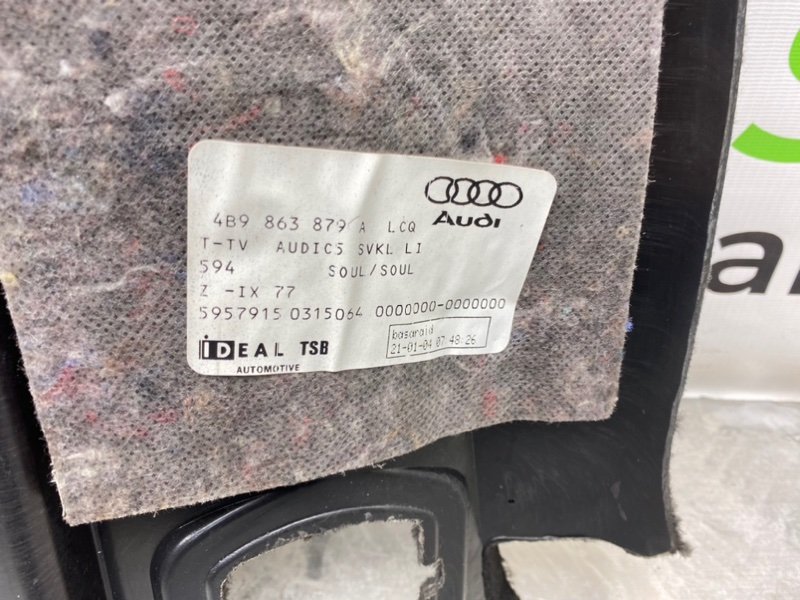 Audi
4B9 863 879 A LCQ
T-TV AUDIC5 SVKL LI
594 SOUL/SOUL
Z -IX 77
5957915 0315064 0000000-0000000
iDEAL TSB
AUTOMOTIVE
basaraid
21-01-04 07 48:26